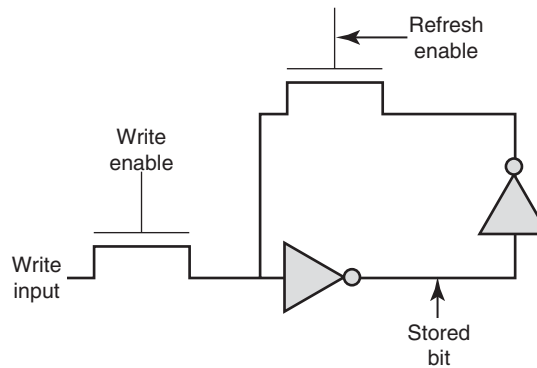 Refresh
enable
Write
enable
Write
input
Stored
bit